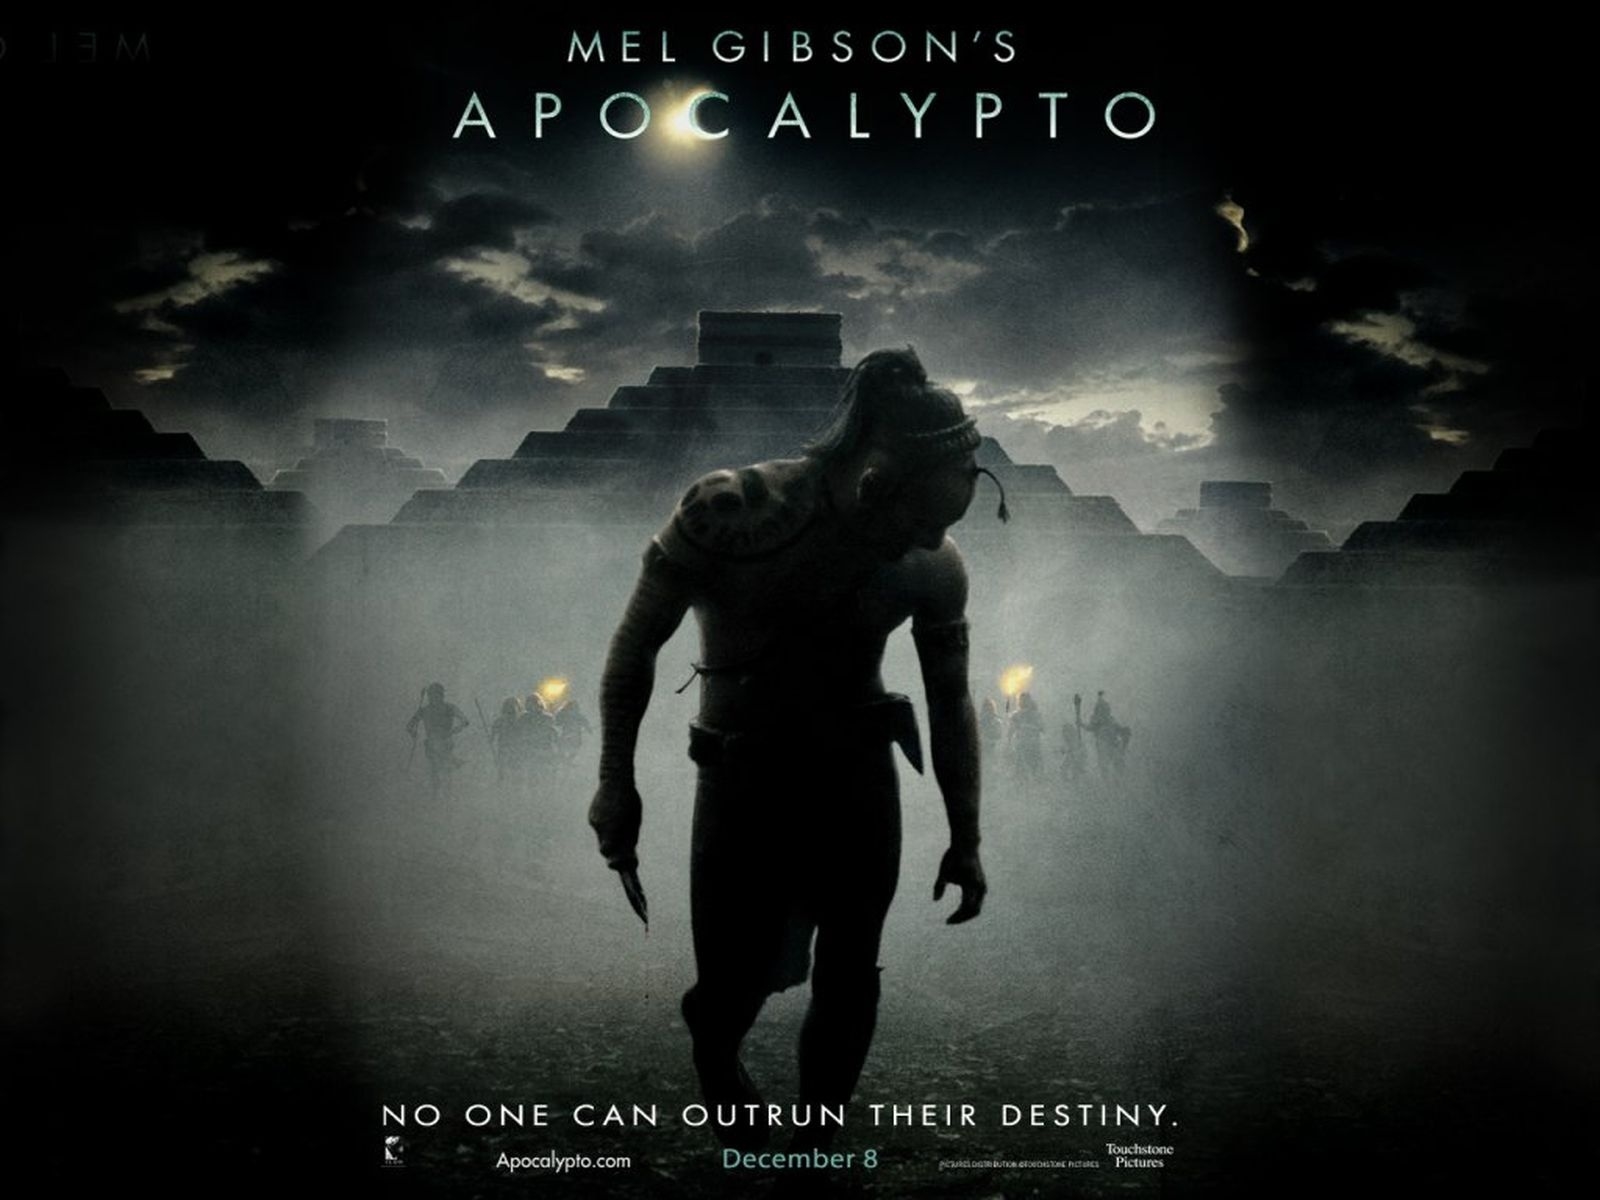 MEL GIBSON'S
APOCALYPTO
NO ONE CAN OUTRUN THEIR DESTINY.
Apocalypto.com
December 8
Touchstone
Pictures